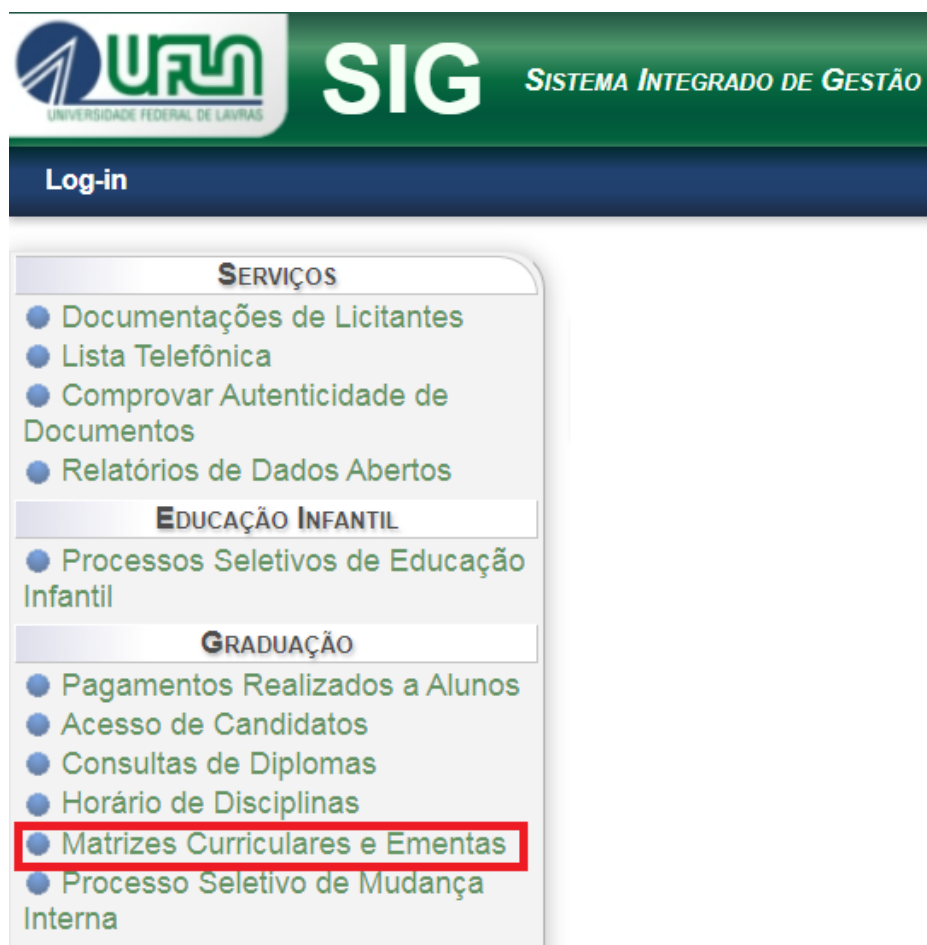 UFLA
UNIVERSIDADE FEDERAL DE LAVRAS
SIG SISTEMA INTEGRADO DE GESTÃO
Log-in
SERVIÇOS
Documentações de Licitantes
Lista Telefônica
Comprovar Autenticidade de
Documentos
Relatórios de Dados Abertos
EDUCAÇÃO INFANTIL
Processos Seletivos de Educação
Infantil
GRADUAÇÃO
Pagamentos Realizados a Alunos
Acesso de Candidatos
Consultas de Diplomas
Horário de Disciplinas
Matrizes Curriculares e Ementas
Processo Seletivo de Mudança
Interna